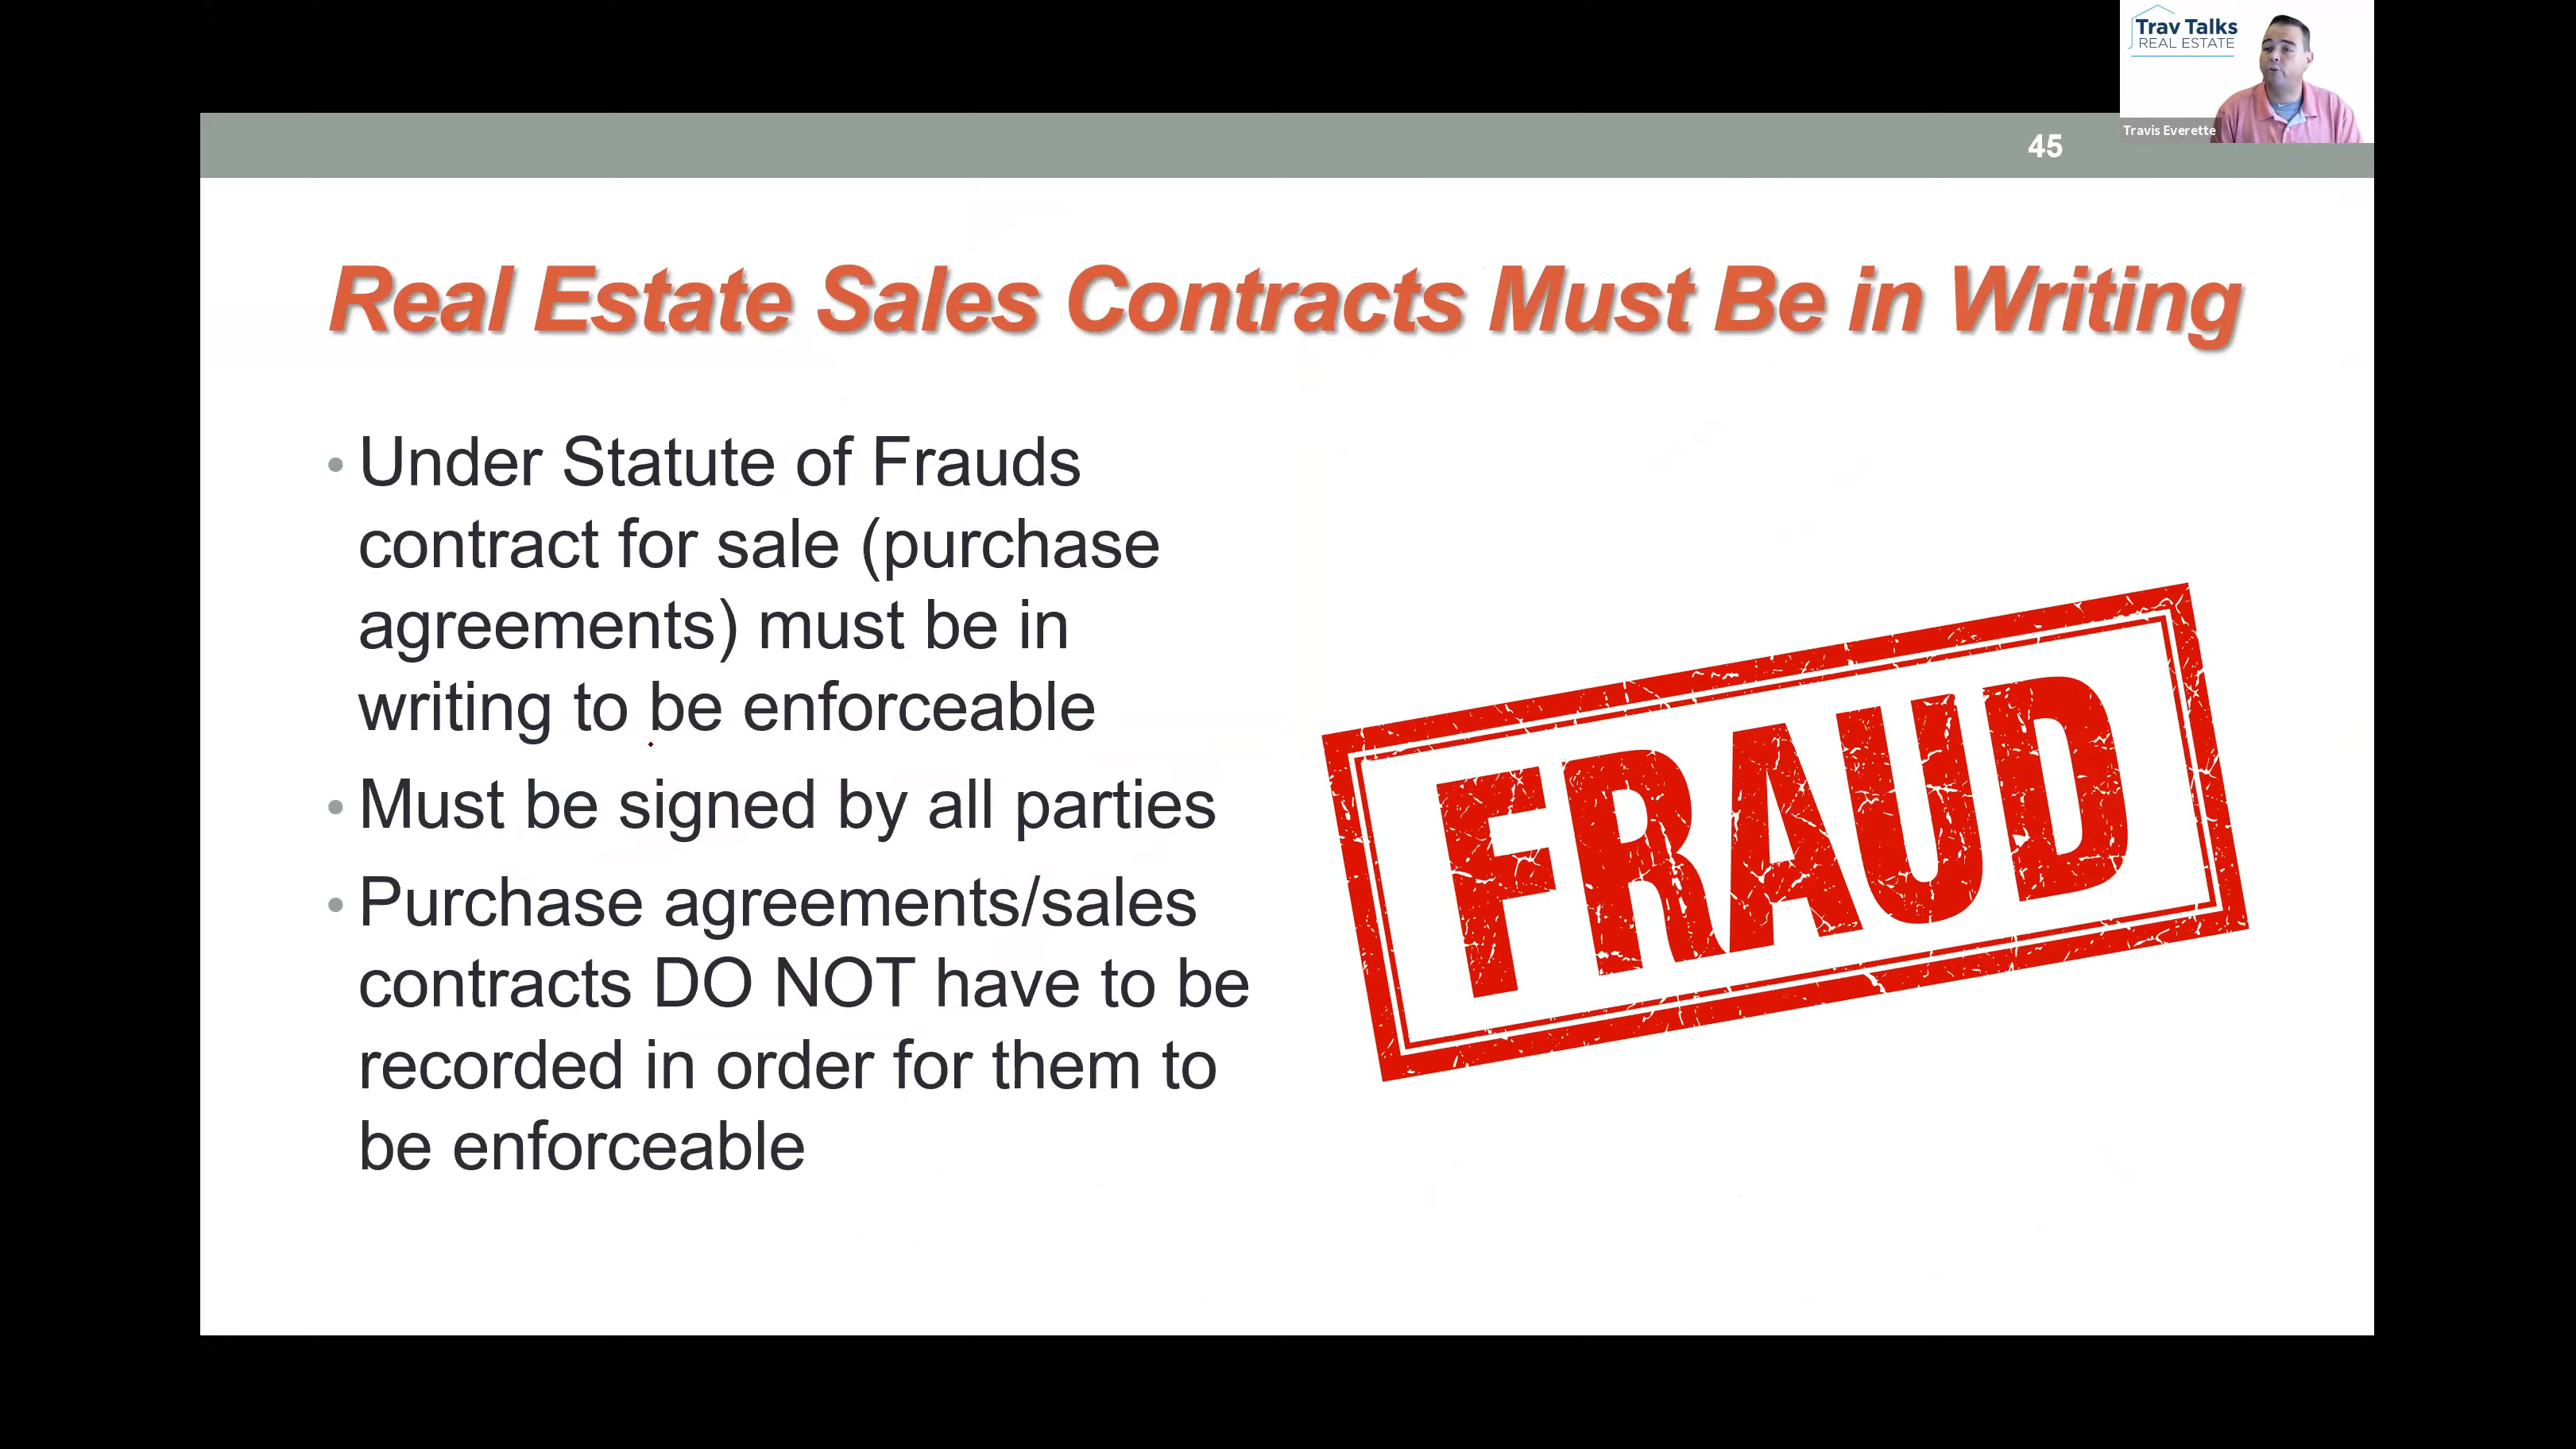 Trav Talks
REAL ESTATE
Travis Everette
45
Real Estate Sales Contracts Must Be in Writing
• Under Statute of Frauds
contract for sale (purchase
agreements) must be in
writing to be enforceable
• Must be signed by all parties
• Purchase agreements/sales
contracts DO NOT have to be
recorded in order for them to
be enforceable
FRAUD